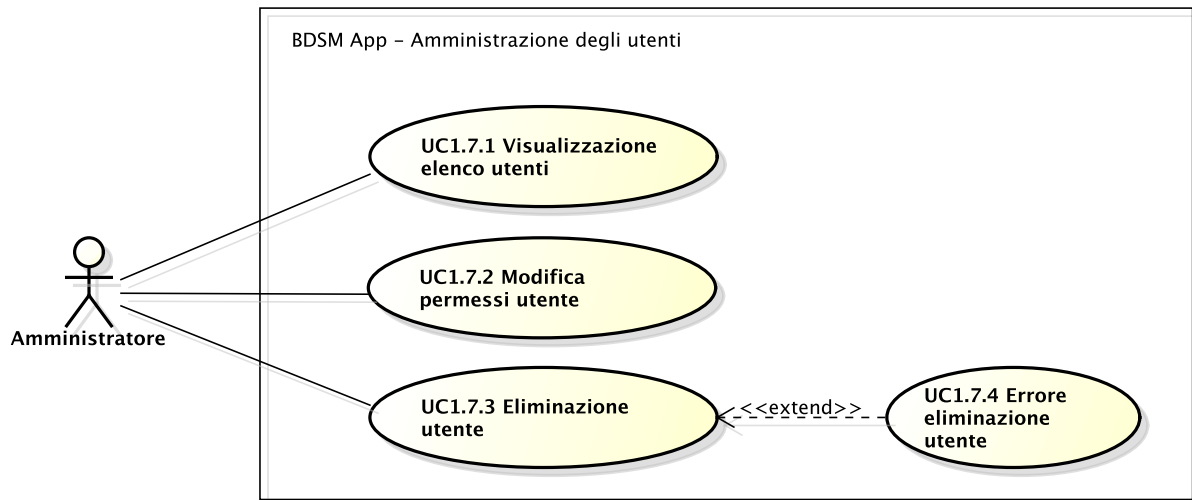 BDSM App – Amministrazione degli utenti
UC1.7.1 Visualizzazione
elenco utenti
UC1.7.2 Modifica
permessi utente
Amministratore
UC1.7.3 Eliminazione
utente
<<extend>>
UC1.7.4 Errore
eliminazione
utente